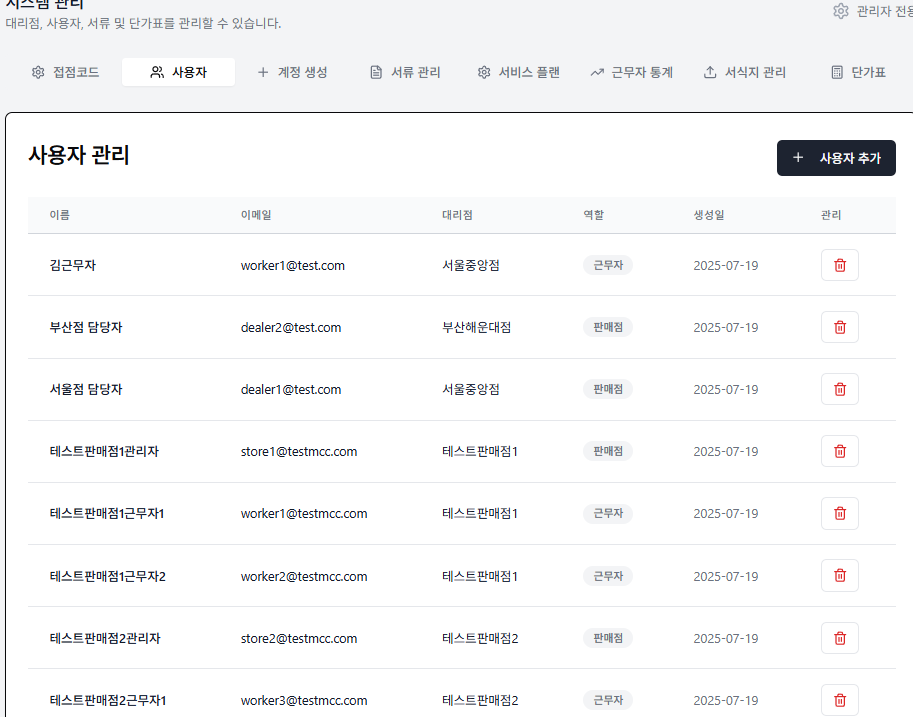 시스템 관리
대리점, 사용자, 서류 및 단가표를 관리할 수 있습니다.
관리자 전용
접점코드
사용자
계정 생성
서류 관리
서비스 플랜
근무자 통계
서식지 관리
단가표
사용자 관리
사용자 추가
이름 이메일 대리점 역할 생성일 관리
김근무자 worker1@test.com 서울중앙점 근무자 2025-07-19
부산점 담당자 dealer2@test.com 부산해운대점 판매점 2025-07-19
서울점 담당자 dealer1@test.com 서울중앙점 판매점 2025-07-19
테스트판매점1관리자 store1@testmcc.com 테스트판매점1 판매점 2025-07-19
테스트판매점1근무자1 worker1@testmcc.com 테스트판매점1 근무자 2025-07-19
테스트판매점1근무자2 worker2@testmcc.com 테스트판매점1 근무자 2025-07-19
테스트판매점2관리자 store2@testmcc.com 테스트판매점2 판매점 2025-07-19
테스트판매점2근무자1 worker3@testmcc.com 테스트판매점2 근무자 2025-07-19